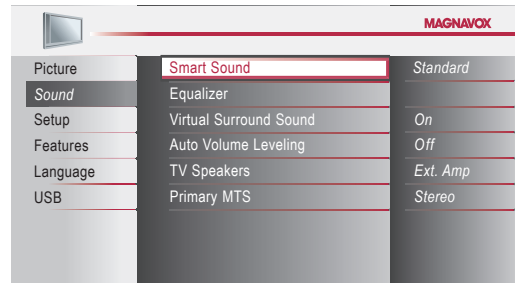 MAGNAVOX
Picture
Sound
Setup
Features
Language
USB
Smart Sound
Equalizer
Virtual Surround Sound
Auto Volume Leveling
TV Speakers
Primary MTS
Standard
On
Off
Ext. Amp
Stereo